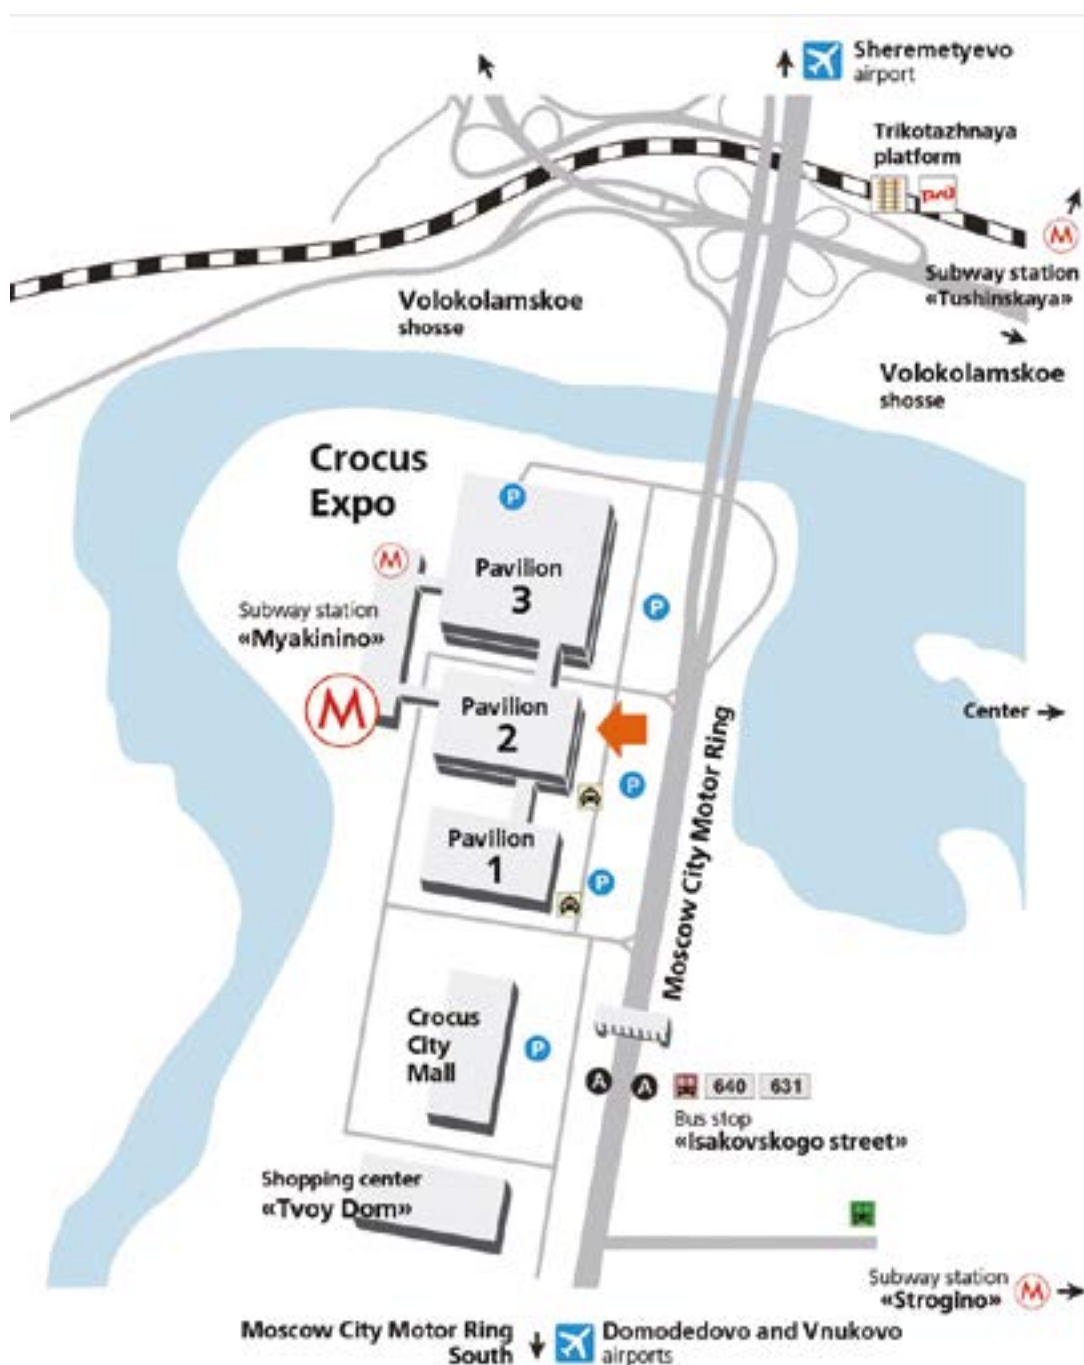 Sheremetyevo
airport
Trikotazhnaya
platform
РЖД
M
Subway station
«Tushinskaya»
Volokolamskoe
shosse
Volokolamskoe
shosse
Crocus
Expo
P
Pavilion
3
M
Subway station
«Myakinino»
P
M
Pavilion
2
Center
P
Moscow City Motor Ring
Pavilion
1
P
Crocus
City
Mall
P
A
A
640
631
Bus stop
«Isakovskogo street»
Shopping center
«Tvoy Dom»
Subway station
«Strogino»
M
Moscow City Motor Ring
South
Domodedovo and Vnukovo
airports